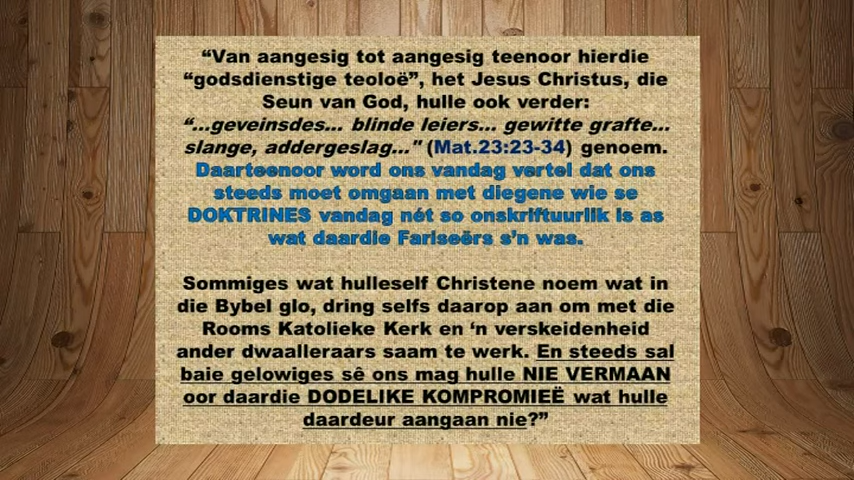 “Van aangesig tot aangesig teenoor hierdie
“godsdienstige teoloë”, het Jesus Christus, die
Seun van God, hulle ook verder:
“...geveinsdes... blinde leiers... gewitte grafte...
slange, addergeslag..." (Mat.23:23-34) genoem.
Daarteenoor word ons vandag vertel dat ons
steeds moet omgaan met diegene wie se
DOKTRINES vandag nét so onskriftuurlik is as
wat daardie Fariseërs s’n was.
Sommiges wat hulleself Christene noem wat in
die Bybel glo, dring selfs daarop aan om met die
Rooms Katolieke Kerk en ‘n verskeidenheid
ander dwaalleraars saam te werk. En steeds sal
baie gelowiges sê ons mag hulle NIE VERMAAN
oor daardie DODELIKE KOMPROMIEË wat hulle
daardeur aangaan nie?”